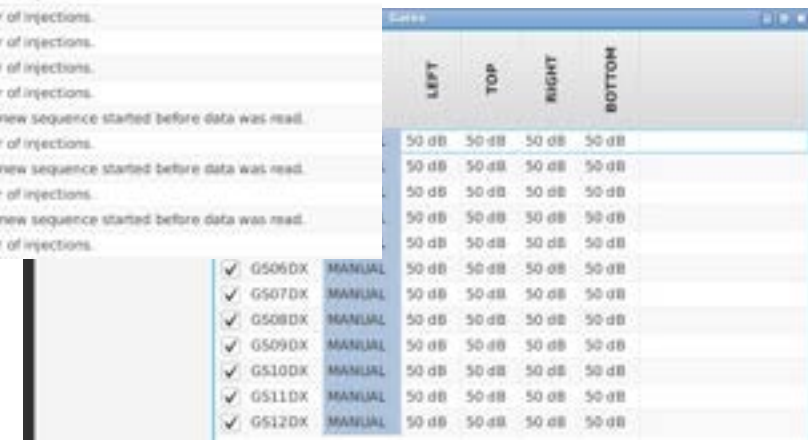 of injections.
of injections.
of injections.
of injections.
new sequence started before data was read.
of injections.
new sequence started before data was read.
of injections.
new sequence started before data was read.
of injections.
Gates
LEFT TOP RIGHT BOTTOM
50 dB 50 dB 50 dB 50 dB
50 dB 50 dB 50 dB 50 dB
50 dB 50 dB 50 dB 50 dB
50 dB 50 dB 50 dB 50 dB
50 dB 50 dB 50 dB 50 dB
GS06DX MANUAL 50 dB 50 dB 50 dB 50 dB
GS07DX MANUAL 50 dB 50 dB 50 dB 50 dB
GS08DX MANUAL 50 dB 50 dB 50 dB 50 dB
GS09DX MANUAL 50 dB 50 dB 50 dB 50 dB
GS10DX MANUAL 50 dB 50 dB 50 dB 50 dB
GS11DX MANUAL 50 dB 50 dB 50 dB 50 dB
GS12DX MANUAL 50 dB 50 dB 50 dB 50 dB